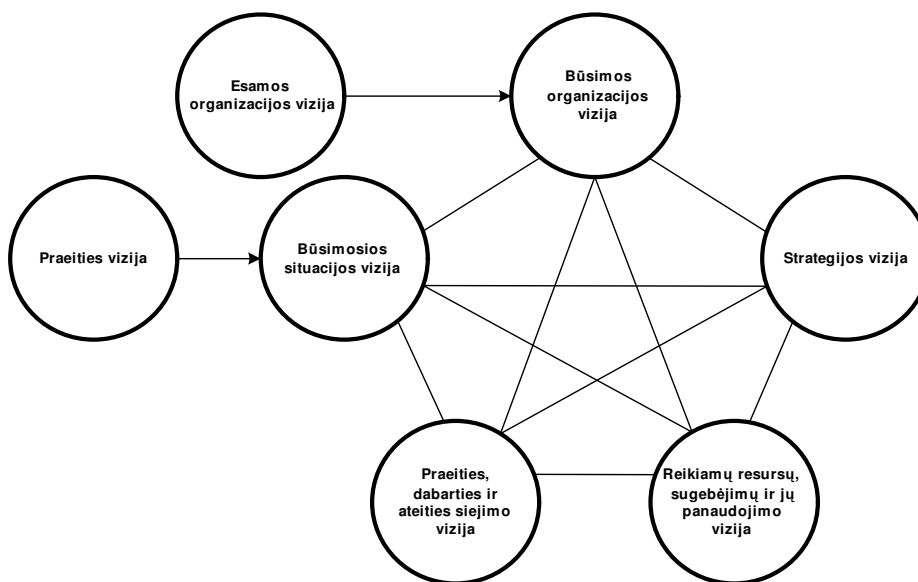 Esamos
organizacijos vizija
Būsimos
organizacijos
vizija
Praeities vizija
Būsimosios
situacijos vizija
Strategijos vizija
Praeities,
dabarties ir
ateities siejimo
vizija
Reikiamų resursų,
sugebėjimų ir jų
panaudojimo
vizija